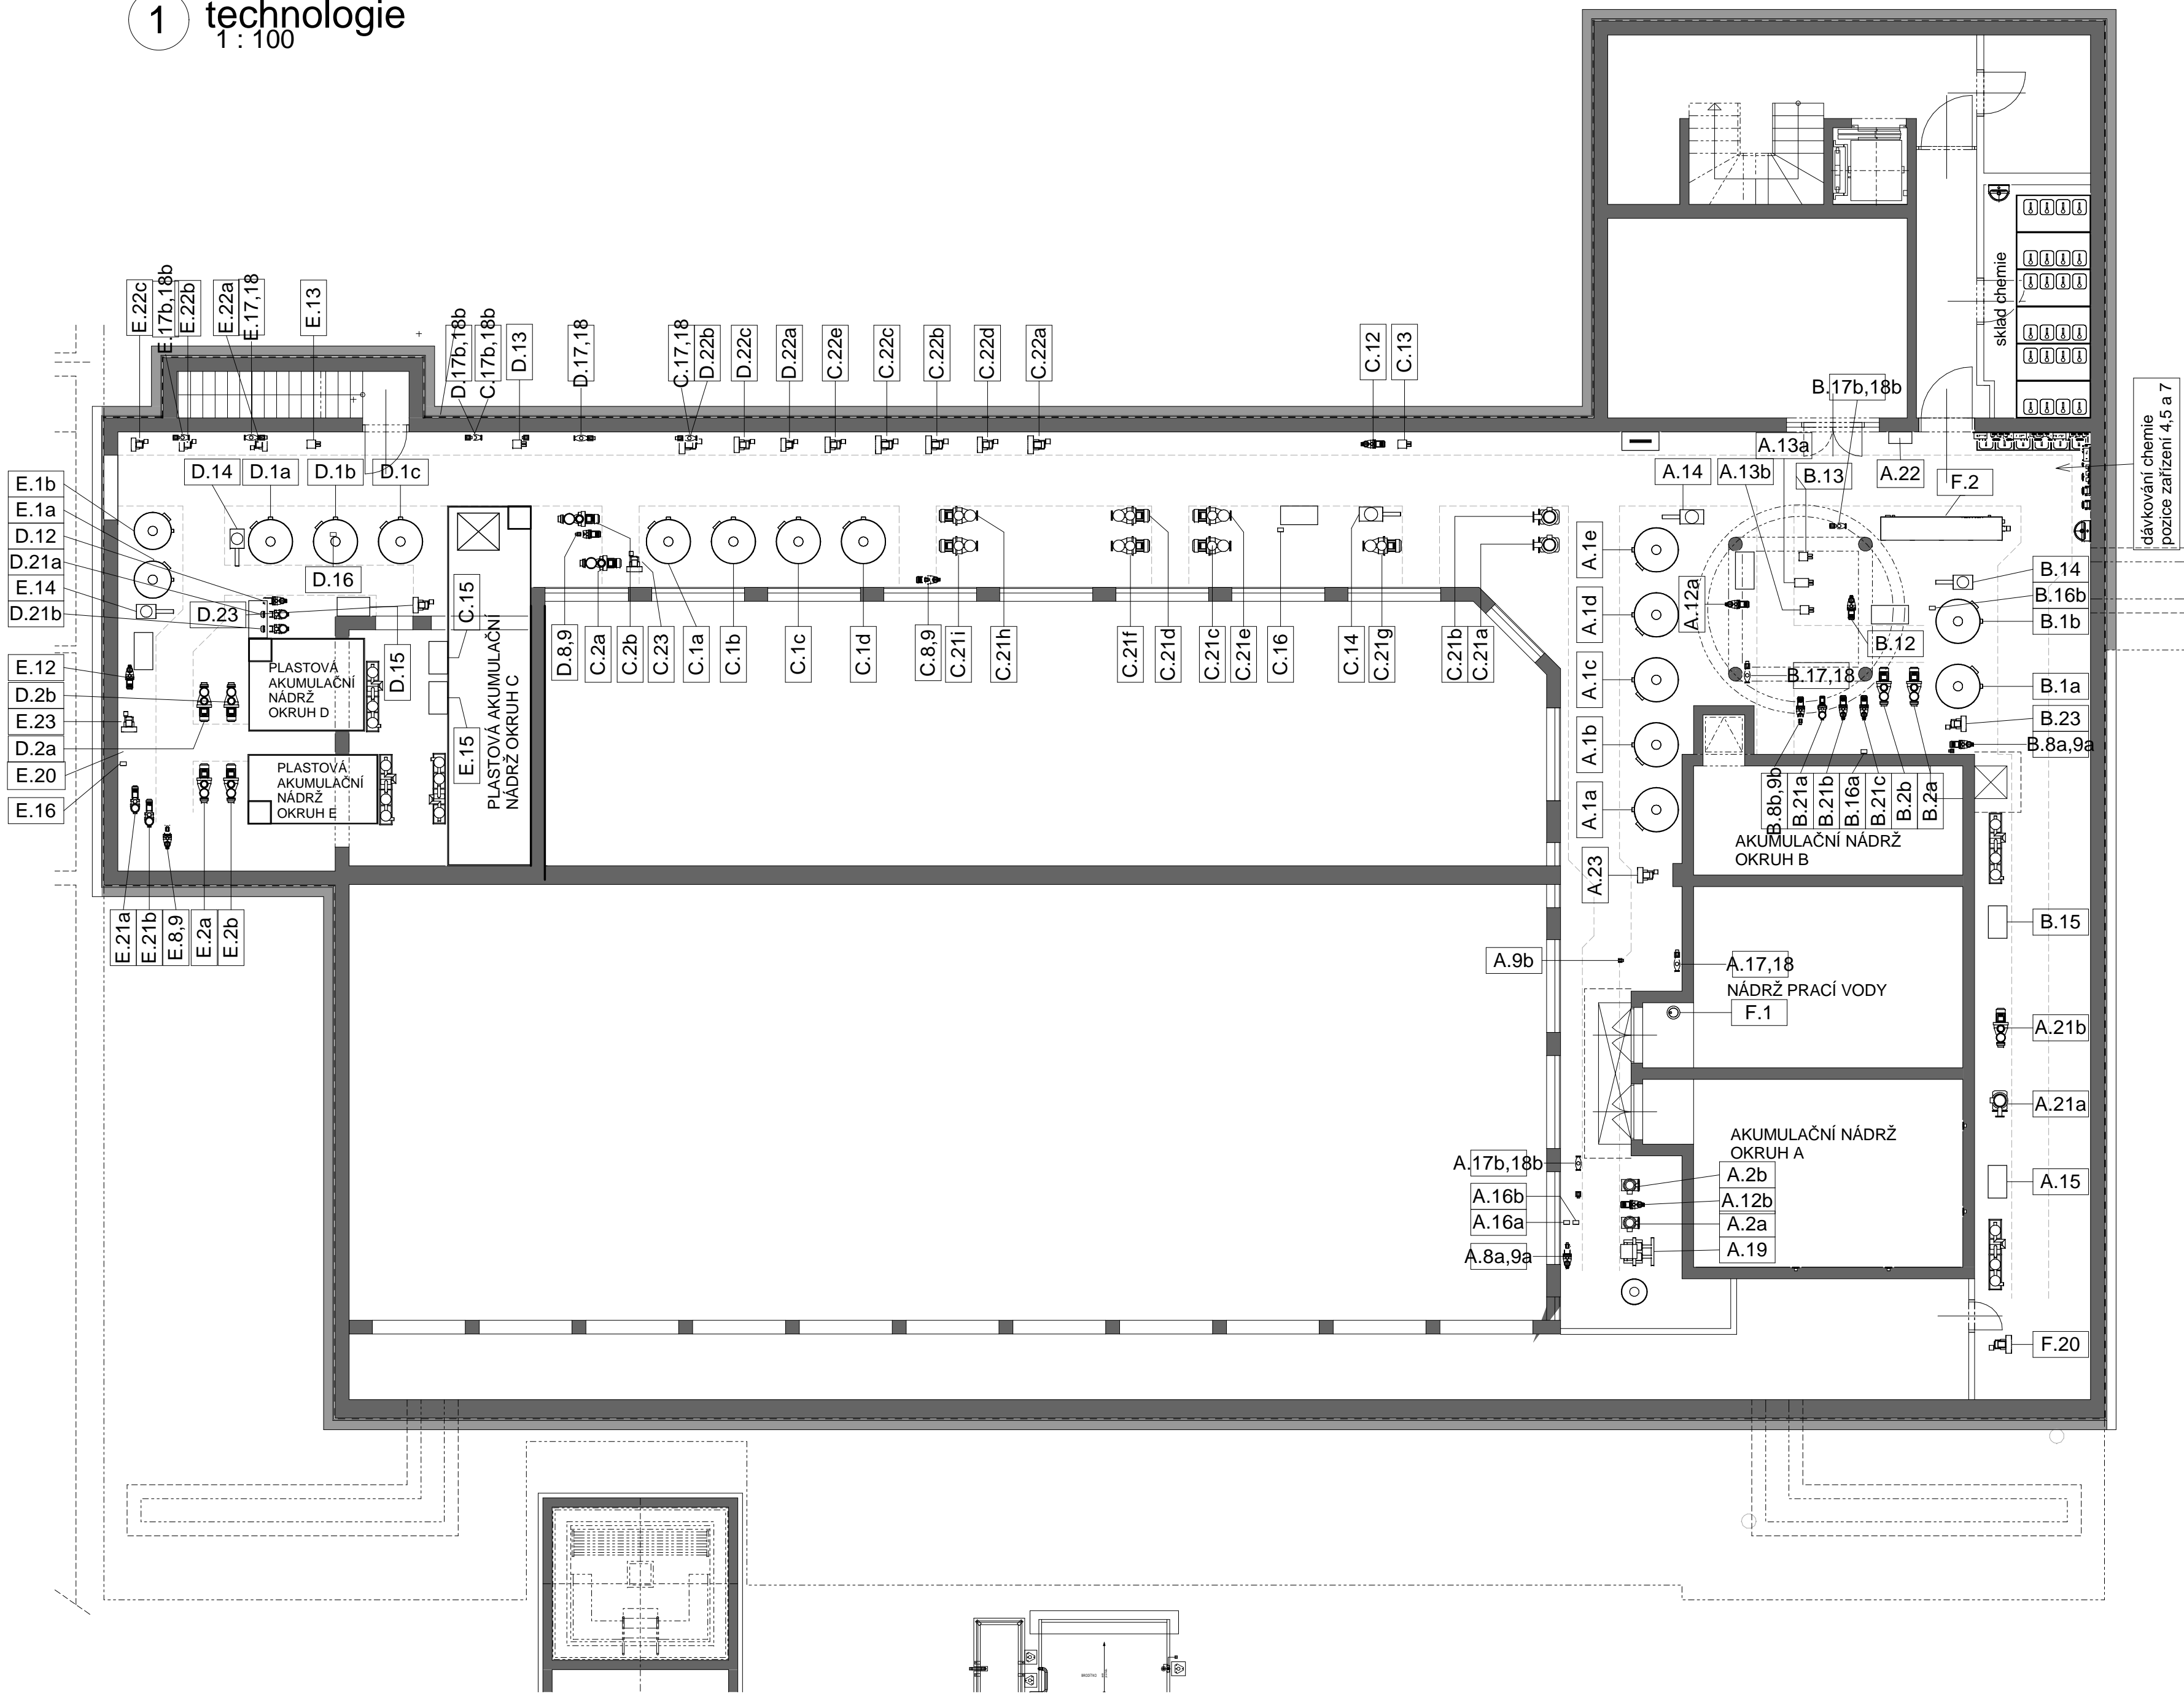 1
technologie
1 : 100
E.22c
E.17b,18b
E.22b
E.22a
E.17,18
E.13
D.17b,18b
C.17b,18b
D.13
D.17,18
C.17,18
D.22b
D.22c
D.22a
C.22e
C.22c
C.22b
C.22d
C.22a
C.12
C.13
sklad chemie
dávkování chemie
pozice zařízení 4,5 a 7
B.17b,18b
A.13a
A.14
A.13b
B.13
A.22
F.2
D.14
D.1a
D.1b
D.1c
E.1b
E.1a
D.12
D.21a
E.14
D.21b
D.16
D.23
D.15
C.15
E.15
E.12
D.2b
E.23
D.2a
E.20
E.16
PLASTOVÁ
AKUMULAČNÍ
NÁDRŽ
OKRUH D
PLASTOVÁ
AKUMULAČNÍ
NÁDRŽ
OKRUH E
PLASTOVÁ AKUMULAČNÍ
NÁDRŽ OKRUH C
D.8,9
C.2a
C.2b
C.23
C.1a
C.1b
C.1c
C.1d
C.8,9
C.21i
C.21h
C.21f
C.21d
C.21c
C.21e
C.16
C.14
C.21g
C.21b
C.21a
A.1e
A.1d
A.1c
A.1b
A.1a
A.12a
B.12
B.17,18
B.14
B.16b
B.1b
B.1a
B.23
B.8a,9a
B.8b,9b
B.21a
B.21b
B.16a
B.21c
B.2b
B.2a
AKUMULAČNÍ NÁDRŽ
OKRUH B
A.23
E.21a
E.21b
E.8,9
E.2a
E.2b
B.15
A.9b
A.17,18
NÁDRŽ PRACÍ VODY
F.1
A.21b
A.21a
AKUMULAČNÍ NÁDRŽ
OKRUH A
A.17b,18b
A.16b
A.16a
A.8a,9a
A.2b
A.12b
A.2a
A.19
A.15
F.20